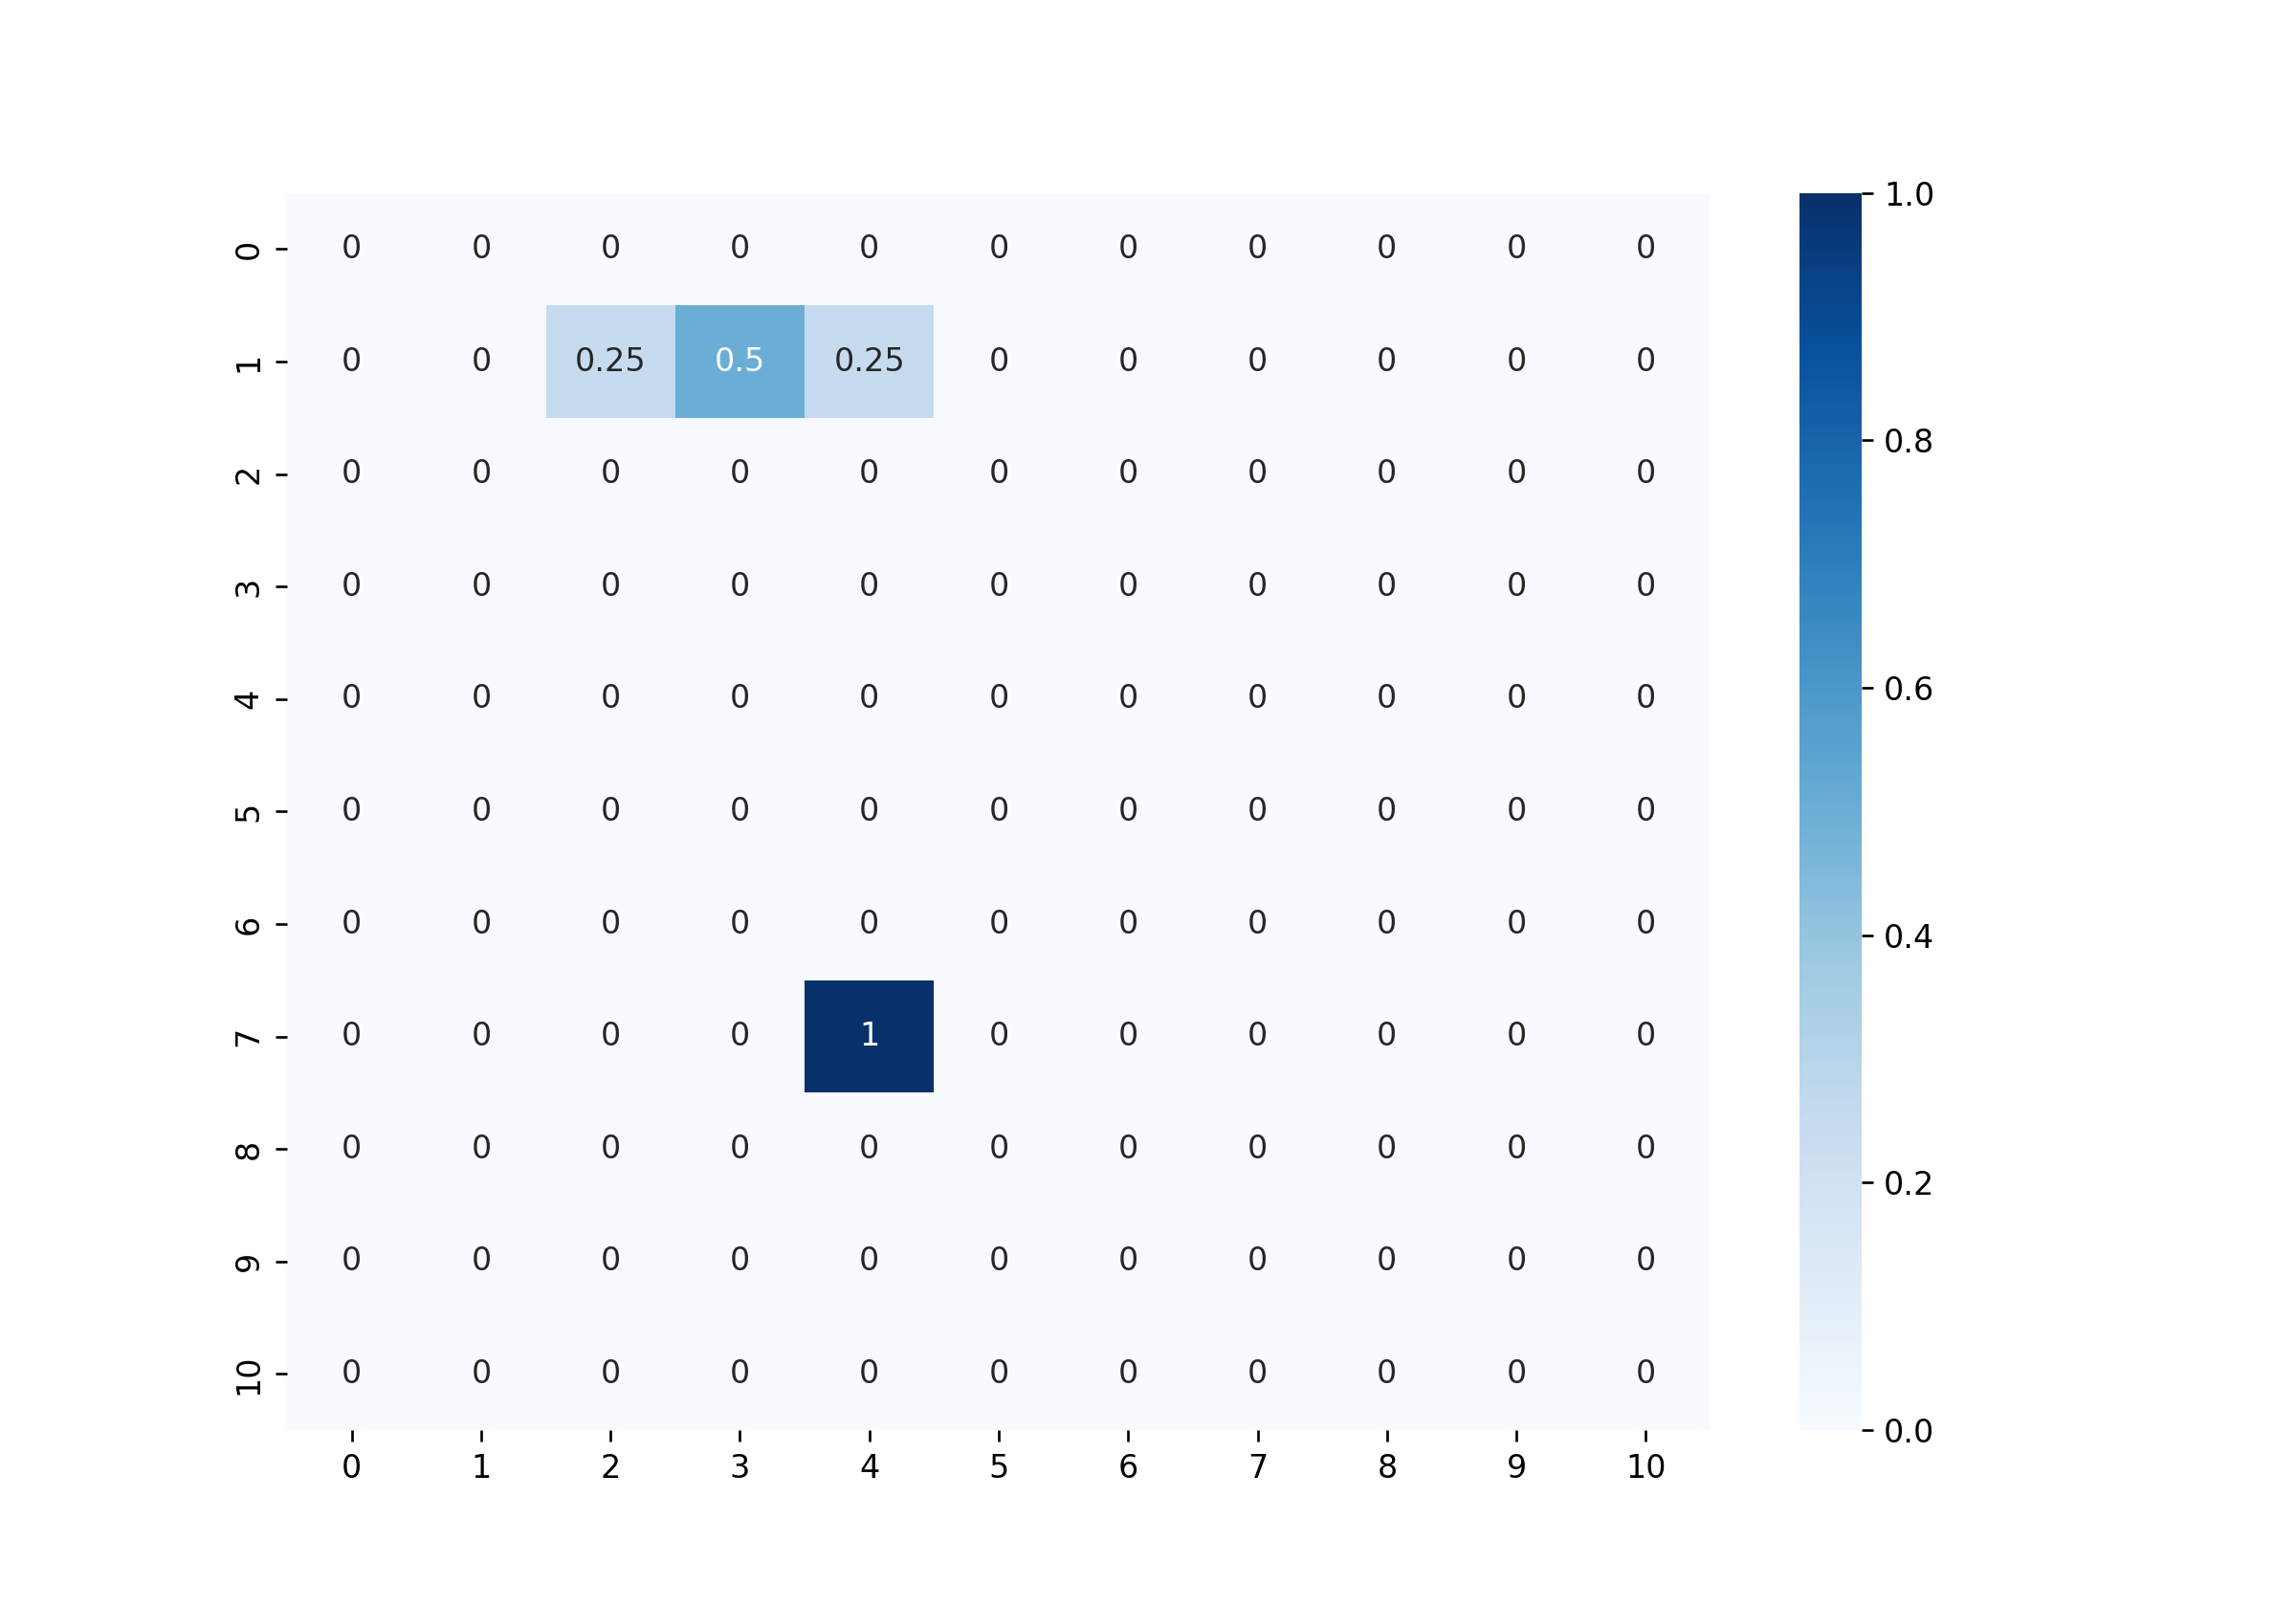 1.0
0 0 0 0 0 0 0 0 0 0 0 0
1 0 0 0.25 0.5 0.25 0 0 0 0 0 0
0.8
2 0 0 0 0 0 0 0 0 0 0 0
3 0 0 0 0 0 0 0 0 0 0 0
0.6
4 0 0 0 0 0 0 0 0 0 0 0
5 0 0 0 0 0 0 0 0 0 0 0
6 0 0 0 0 0 0 0 0 0 0 0
0.4
7 0 0 0 0 1 0 0 0 0 0 0
8 0 0 0 0 0 0 0 0 0 0 0
0.2
9 0 0 0 0 0 0 0 0 0 0 0
10 0 0 0 0 0 0 0 0 0 0 0
0.0
0 1 2 3 4 5 6 7 8 9 10